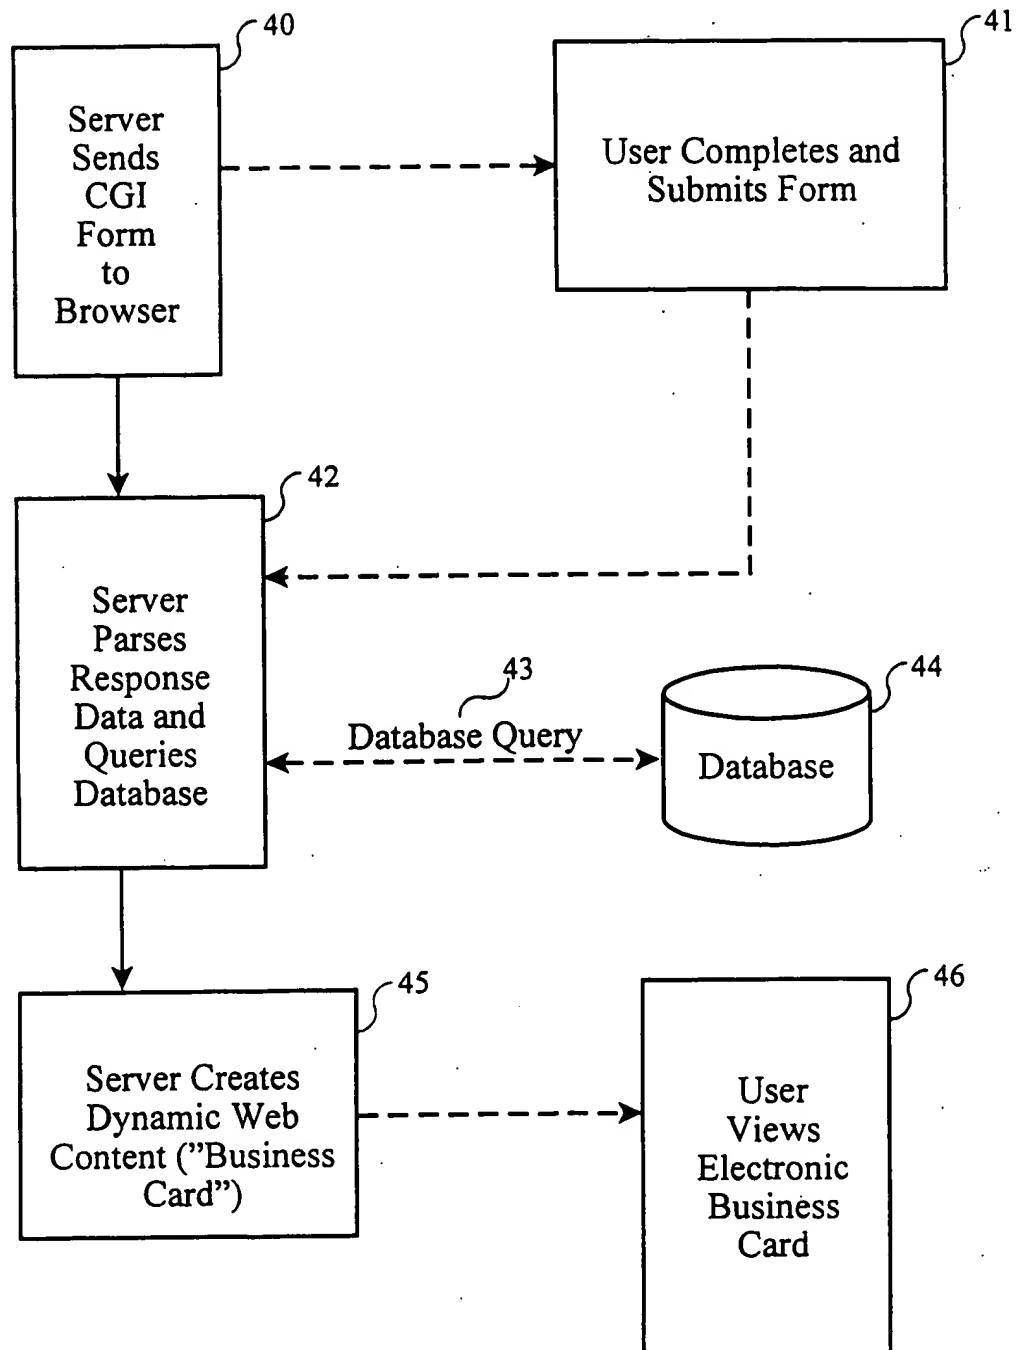 40
Server
Sends
CGI
Form
to
Browser
41
User Completes and
Submits Form
42
Server
Parses
Response
Data and
Queries
Database
43
Database Query
44
Database
45
Server Creates
Dynamic Web
Content (”Business
Card”)
46
User
Views
Electronic
Business
Card